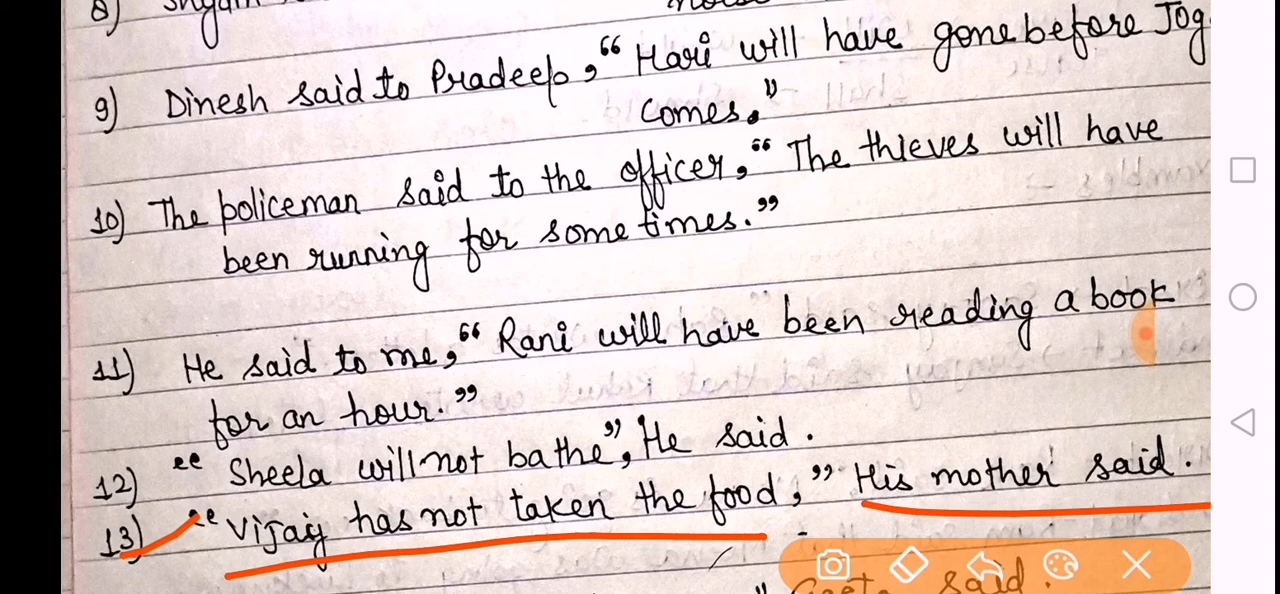 8)
9) Dinesh said to Pradeep, “Hari will have gone before Jog
comes.”
10) The policeman said to the officer, “The thieves will have
been running for some times.”
11) He said to me, “Rani will have been reading a book
for an hour.”
12) “Sheela will not bathe”, He said.
13) “Vijay has not taken the food,” His mother said.
said.